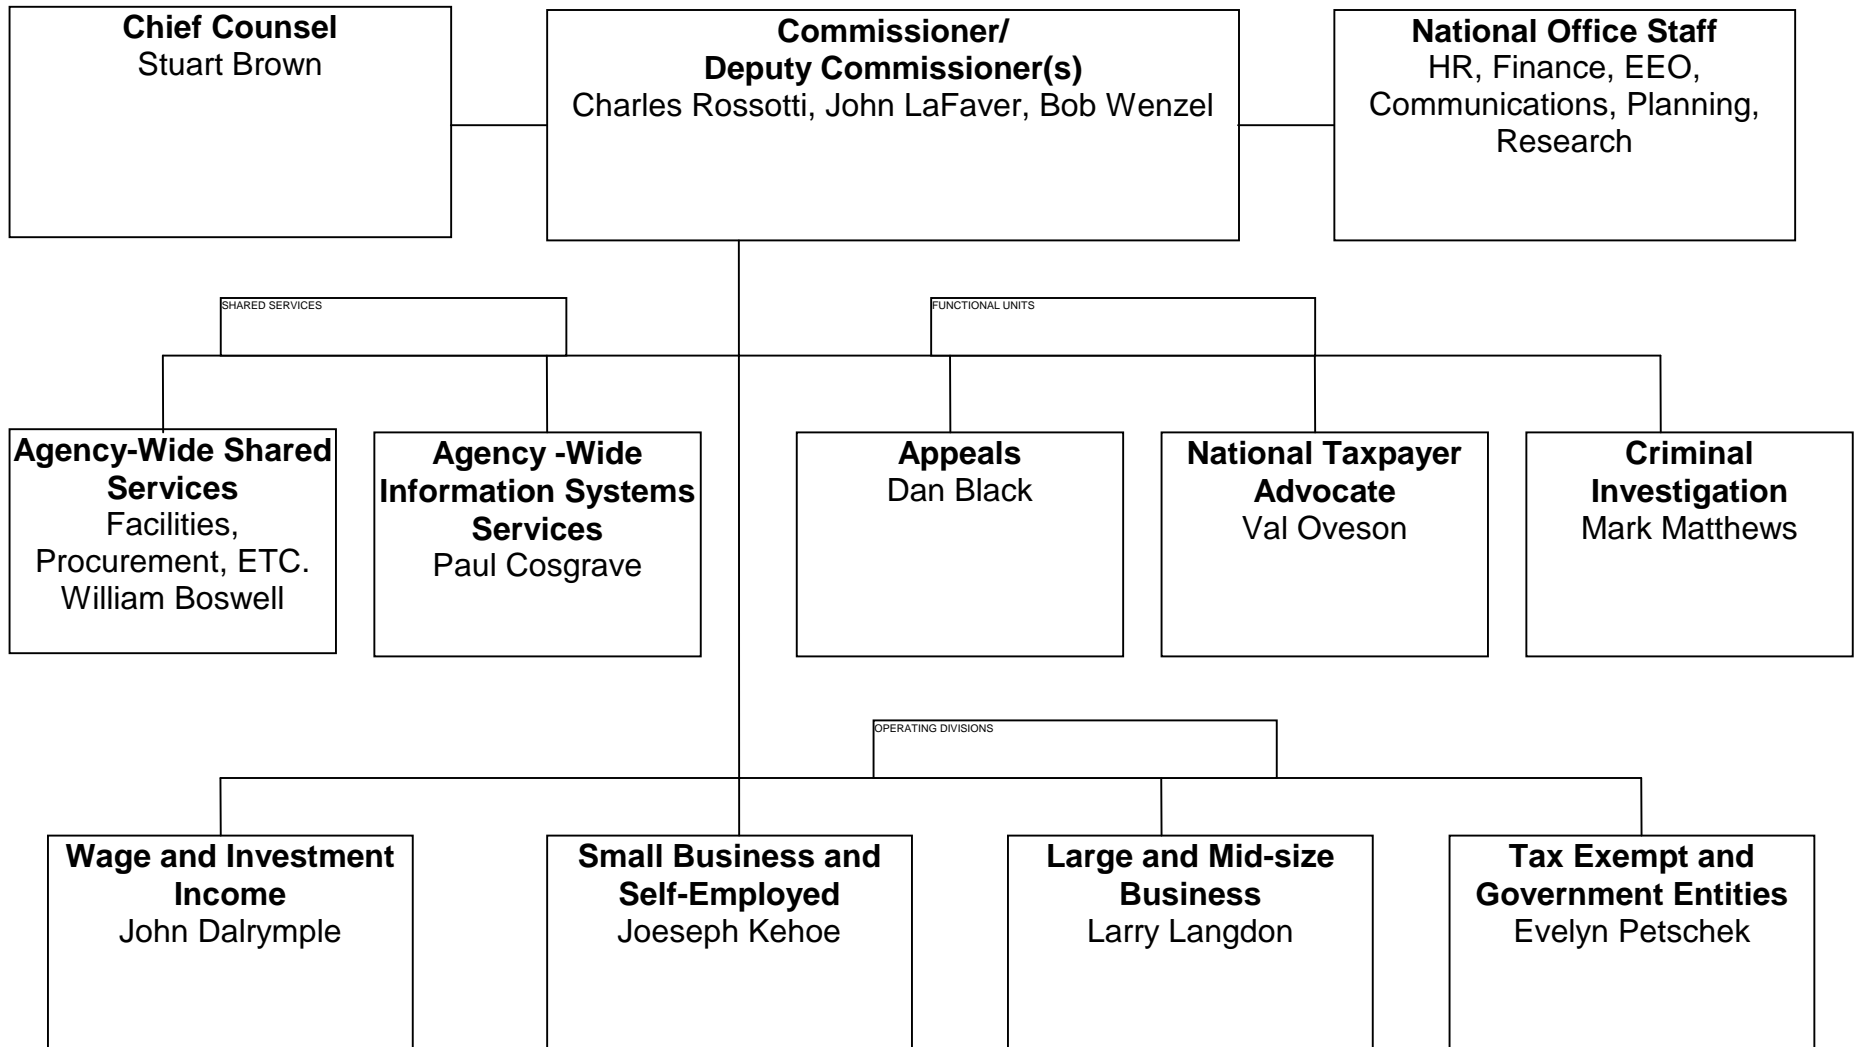 Chief Counsel
Stuart Brown
Commissioner/
Deputy Commissioner(s)
Charles Rossotti, John LaFaver, Bob Wenzel
National Office Staff
HR, Finance, EEO,
Communications, Planning,
Research
SHARED SERVICES
FUNCTIONAL UNITS
Agency-Wide Shared
Services
Facilities,
Procurement, ETC.
William Boswell
Agency -Wide
Information Systems
Services
Paul Cosgrave
Appeals
Dan Black
National Taxpayer
Advocate
Val Oveson
Criminal
Investigation
Mark Matthews
OPERATING DIVISIONS
Wage and Investment
Income
John Dalrymple
Small Business and
Self-Employed
Joeseph Kehoe
Large and Mid-size
Business
Larry Langdon
Tax Exempt and
Government Entities
Evelyn Petschek